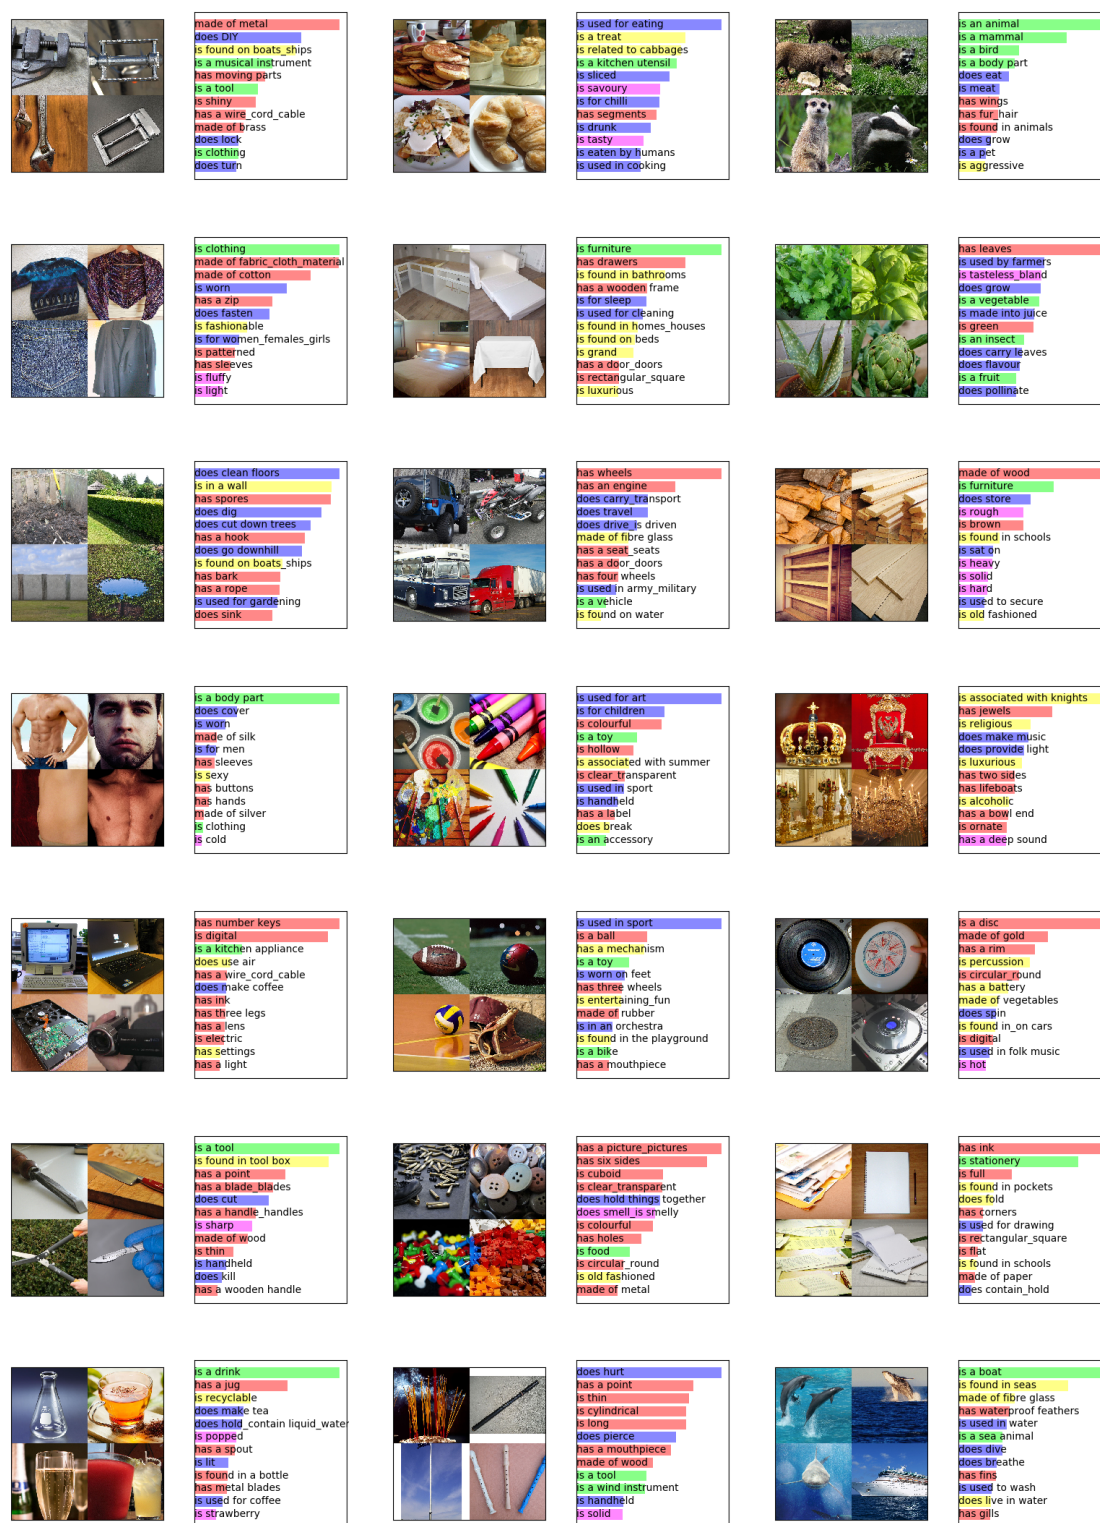 made of metal
does DIY
is found on boats_ships
is a musical instrument
has moving parts
is a tool
is shiny
has a wire_cord_cable
made of brass
does lock
is clothing
does turn
is used for eating
is a treat
is related to cabbages
is a kitchen utensil
is sliced
is savoury
is for chilli
has segments
is drunk
is tasty
is eaten by humans
is used in cooking
is an animal
is a mammal
is a bird
is a body part
does eat
is meat
has wings
has fur_hair
is found in animals
does grow
is a pet
is aggressive
is clothing
made of fabric_cloth_material
made of cotton
is worn
has a zip
does fasten
is fashionable
is for women_females_girls
is patterned
has sleeves
is fluffy
is light
is furniture
has drawers
is found in bathrooms
has a wooden frame
is for sleep
is used for cleaning
is found in homes_houses
is found on beds
is grand
has a door_doors
is rectangular_square
is luxurious
has leaves
is used by farmers
is tasteless_bland
does grow
is a vegetable
is made into juice
is green
is an insect
does carry leaves
does flavour
is a fruit
does pollinate
does clean floors
is in a wall
has spores
does dig
does cut down trees
has a hook
does go downhill
is found on boats_ships
has bark
has a rope
is used for gardening
does sink
has wheels
has an engine
does carry_transport
does travel
does drive_is driven
made of fibre glass
has a seat_seats
has a door_doors
has four wheels
is used in army_military
is a vehicle
is found on water
made of wood
is furniture
does store
is rough
is brown
is found in schools
is sat on
is heavy
is solid
is hard
is used to secure
is old fashioned
is a body part
does cover
is worn
made of silk
is for men
has sleeves
is sexy
has buttons
has hands
made of silver
is clothing
is cold
is used for art
is for children
is colourful
is a toy
is hollow
is associated with summer
is clear_transparent
is used in sport
is handheld
has a label
does break
is an accessory
is associated with knights
has jewels
is religious
does make music
does provide light
is luxurious
has two sides
has lifeboats
is alcoholic
has a bowl end
is ornate
has a deep sound
has number keys
is digital
is a kitchen appliance
does use air
has a wire_cord_cable
does make coffee
has ink
has three legs
has a lens
is electric
has settings
has a light
is used in sport
is a ball
has a mechanism
is a toy
is worn on feet
has three wheels
is entertaining_fun
made of rubber
is in an orchestra
is found in the playground
is a bike
has a mouthpiece
is a disc
made of gold
has a rim
is percussion
is circular_round
has a battery
made of vegetables
does spin
is found in_on cars
is digital
is used in folk music
is hot
is a tool
is found in tool box
has a point
has a blade_blades
does cut
has a handle_handles
is sharp
made of wood
is thin
is handheld
does kill
has a wooden handle
has a picture_pictures
has six sides
is cuboid
is clear_transparent
does hold things together
does smell_is smelly
is colourful
has holes
is food
is circular_round
is old fashioned
made of metal
has ink
is stationery
is full
is found in pockets
does fold
has corners
is used for drawing
is rectangular_square
is flat
is found in schools
made of paper
does contain_hold
is a drink
has a jug
is recyclable
does make tea
does hold_contain liquid_water
is popped
has a spout
is lit
is found in a bottle
has metal blades
is used for coffee
is strawberry
does hurt
has a point
is thin
is cylindrical
is long
does pierce
has a mouthpiece
made of wood
is a tool
is a wind instrument
is handheld
is solid
is a boat
is found in seas
made of fibre glass
has waterproof feathers
is used in water
is a sea animal
does dive
does breathe
has fins
is used to wash
does live in water
has gills